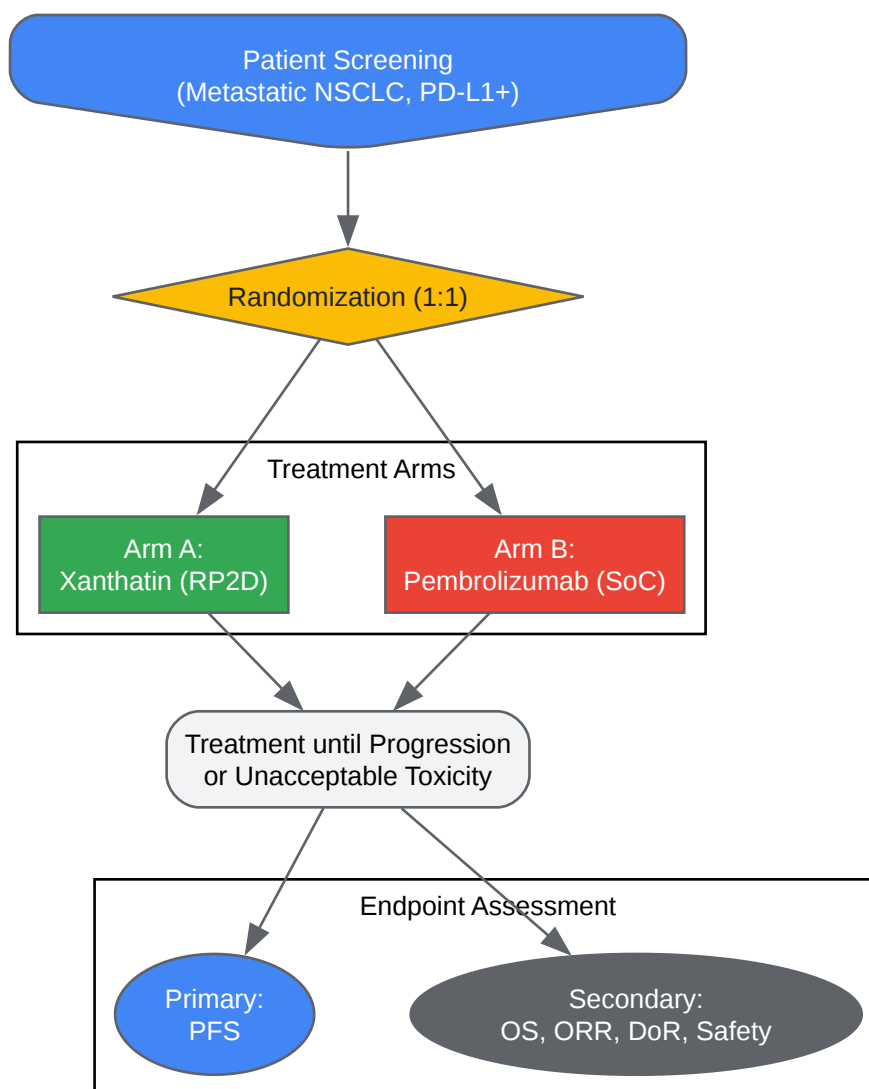 Patient Screening
(Metastatic NSCLC, PD-L1+)
Randomization (1:1)
Treatment Arms
Arm A:
Xanthatin (RP2D)
Arm B:
Pembrolizumab (SoC)
Treatment until Progression
or Unacceptable Toxicity
Endpoint Assessment
Primary:
PFS
Secondary:
OS, ORR, DoR, Safety